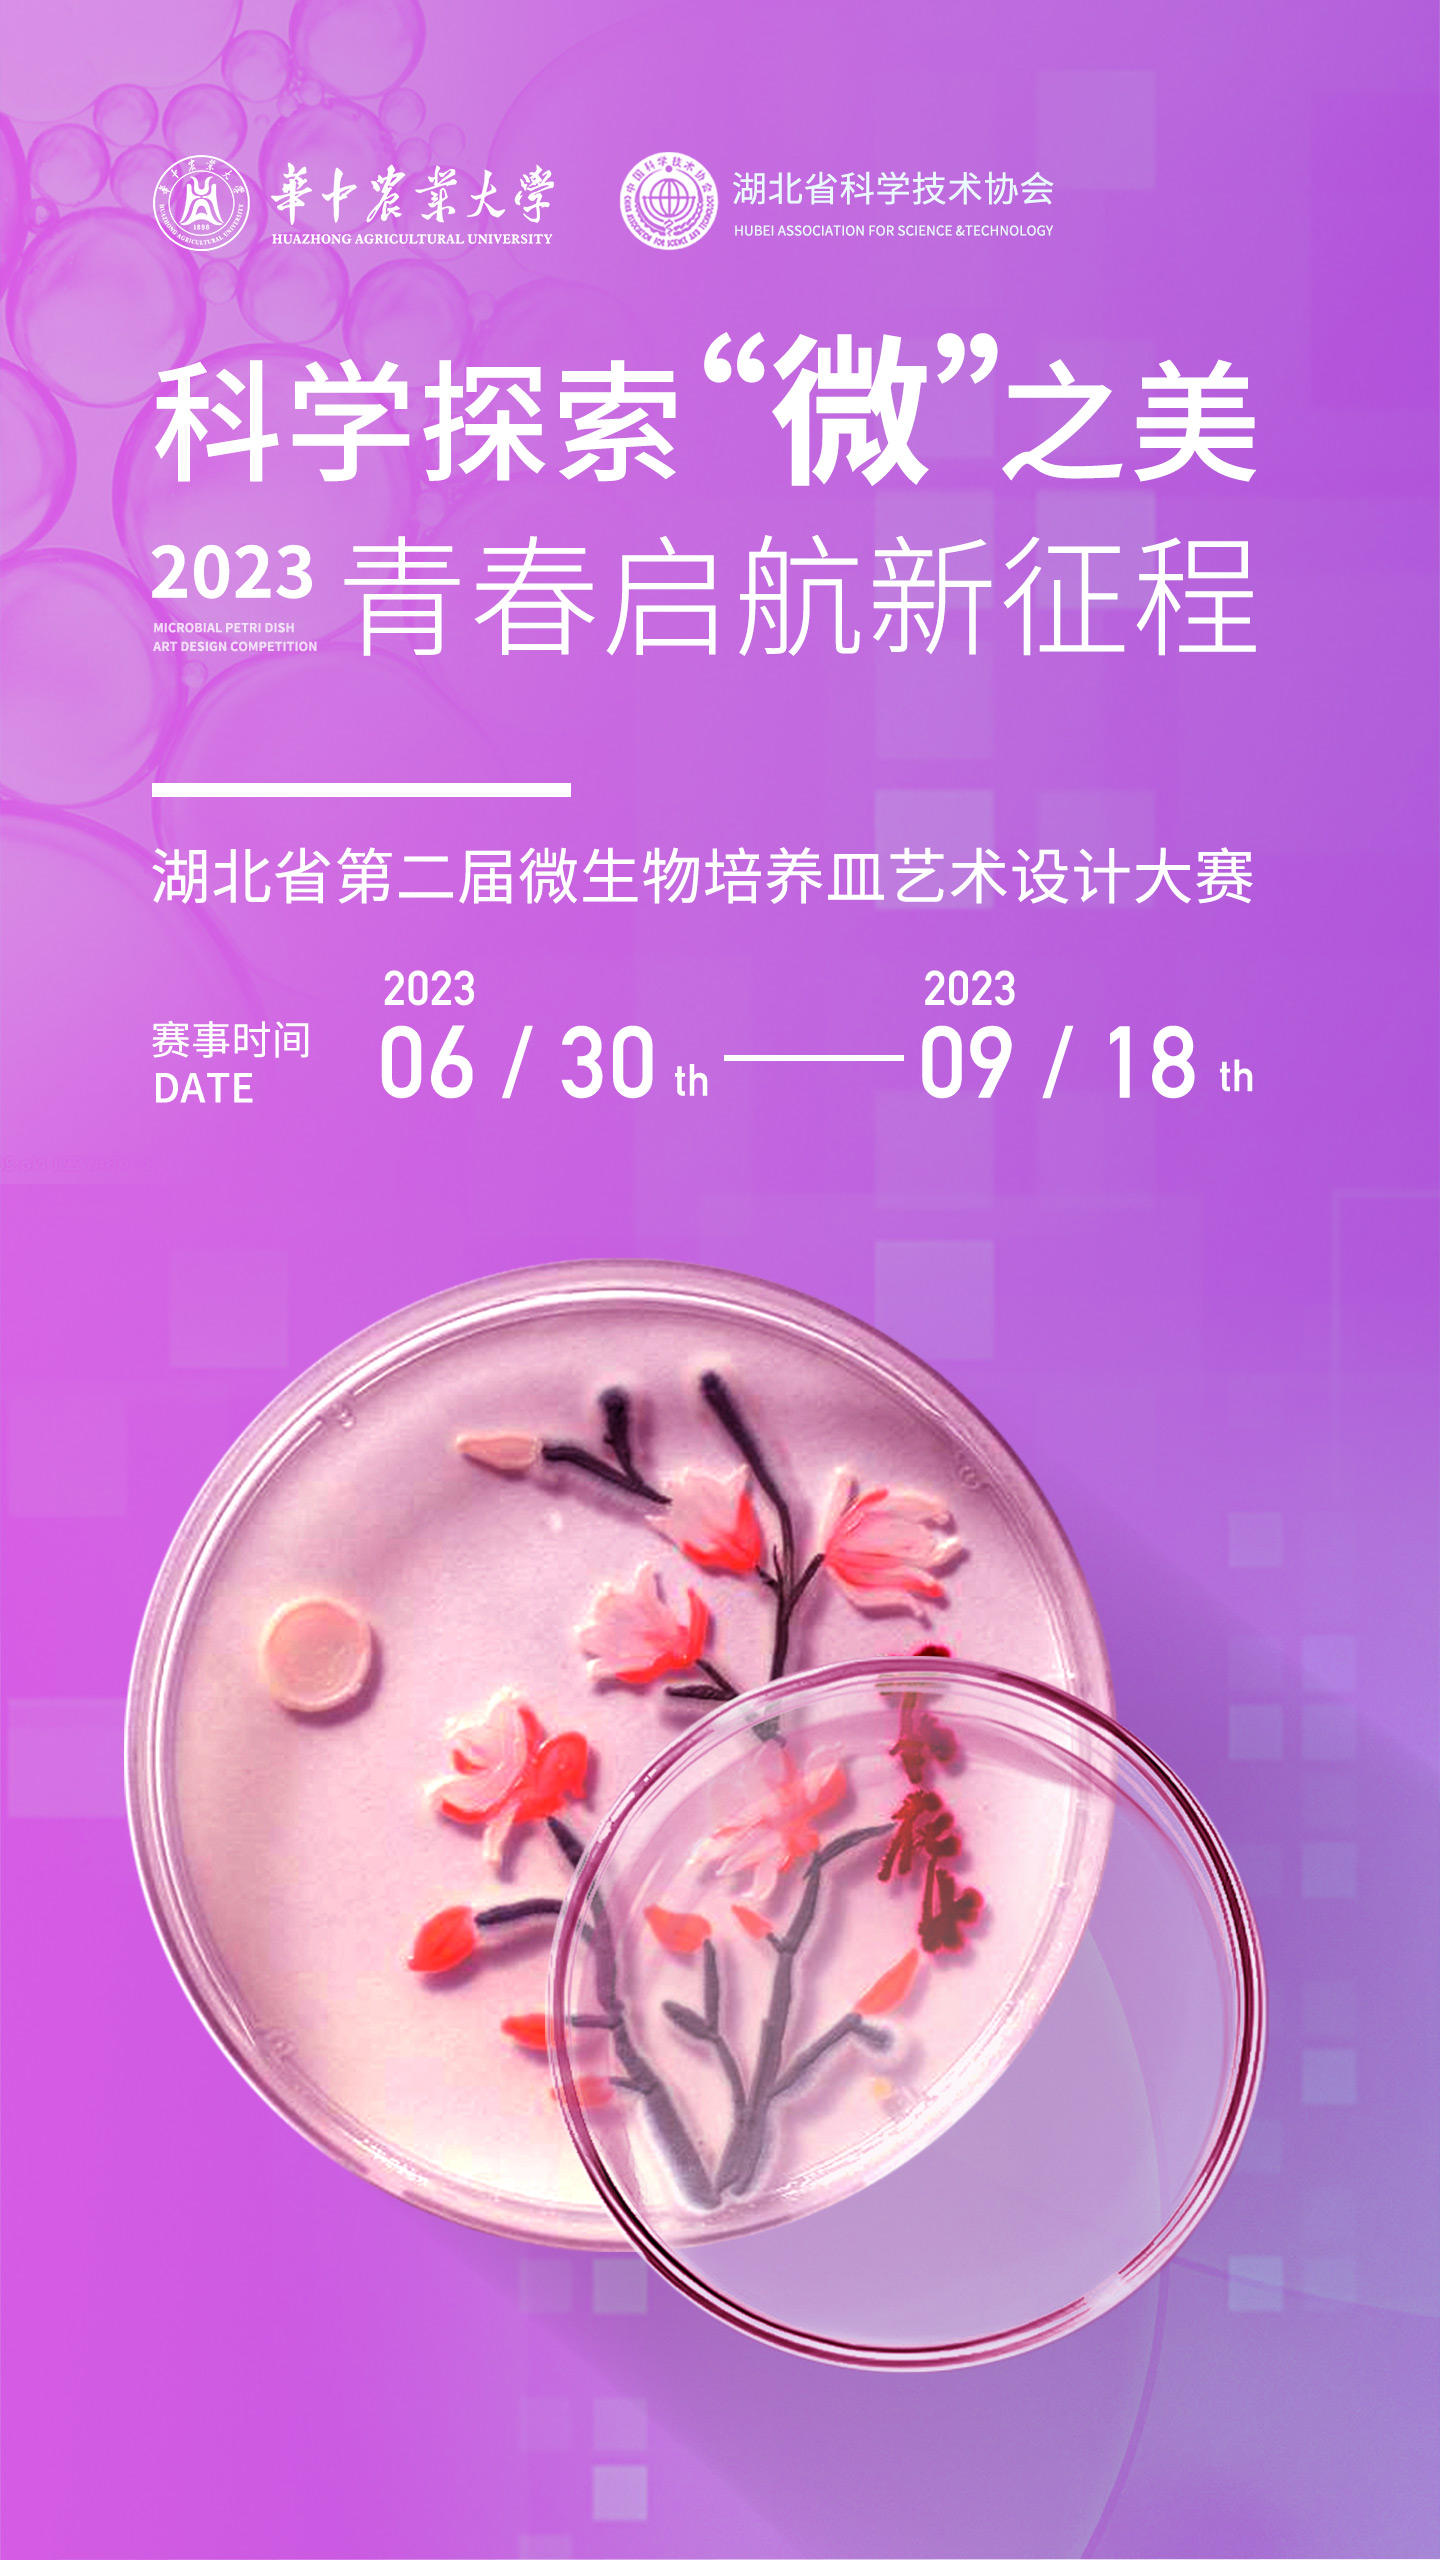 華中农業大学
HUAZHONG AGRICULTURAL UNIVERSITY
1898
湖北省科学技术协会
HUBEI ASSOCIATION FOR SCIENCE &TECHNOLOGY
科学探索“微”之美
2023
MICROBIAL PETRI DISH
ART DESIGN COMPETITION
青春启航新征程
湖北省第二届微生物培养皿艺术设计大赛
赛事时间
DATE
2023
06 / 30 th
2023
09 / 18 th